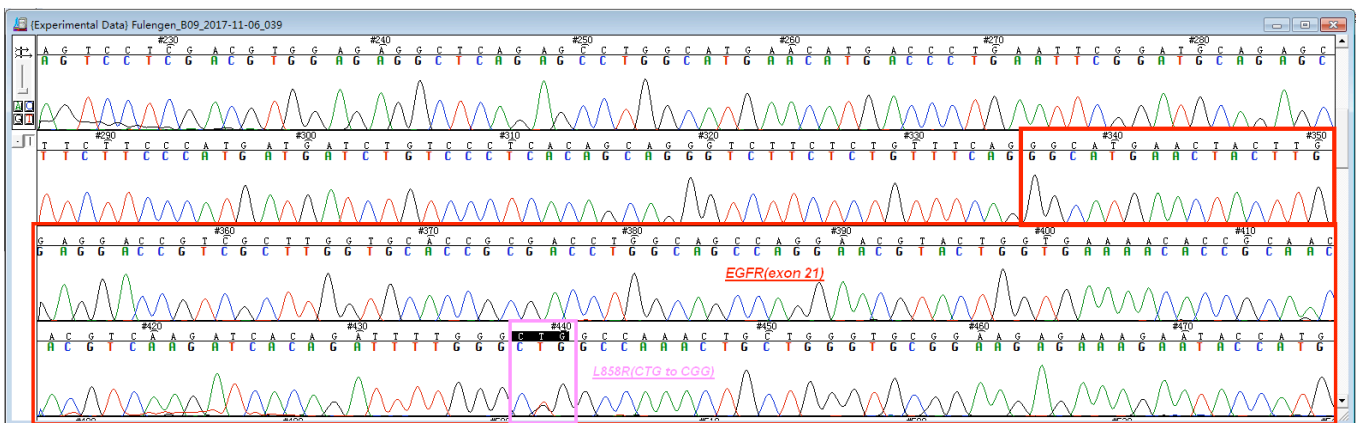 {Experimental Data} Fulengen_B09_2017-11-06_039
#230 #240 #250 #260 #270 #280
A G T C C T C G A C G T G G A G A G G C T C A G A G C C T G G C A T G A A C A T G A C C C T G A A T T C G G A T G C A G A G C
A G T C C T C G A C G T G G A G A G G C T C A G A G C C T G G C A T G A A C A T G A C C C T G A A T T C G G A T G C A G A G C
A C
G T
#290 #300 #310 #320 #330 #340 #350
T T C T T C C C A T G A T G A T C T G T C C C T C A C A G C A G G G T C T T C T C T G T T T C A G G G C A T G A A C T A C T T G
T T C T T C C C A T G A T G A T C T G T C C C T C A C A G C A G G G T C T T C T C T G T T T C A G G G C A T G A A C T A C T T G
#360 #370 #380 #390 #400 #410
G A G G A C C G T C G C T T G G T G C A C C G C G A C C T G G C A G C C A G G A A C G T A C T G G T G A A A A C A C C G C A A C
G A G G A C C G T C G C T T G G T G C A C C G C G A C C T G G C A G C C A G G A A C G T A C T G G T G A A A A C A C C G C A A C
EGFR(exon 21)
#420 #430 #440 #450 #460 #470
A C G T C A A G A T C A C A G A T T T T G G G C T G G C C A A A C T G C T G G G T G C G G A A G A G A A A G A A T A C C A T G
A C G T C A A G A T C A C A G A T T T T G G G C T G G C C A A A C T G C T G G G T G C G G A A G A G A A A G A A T A C C A T G
L858R(CTG to CGG)